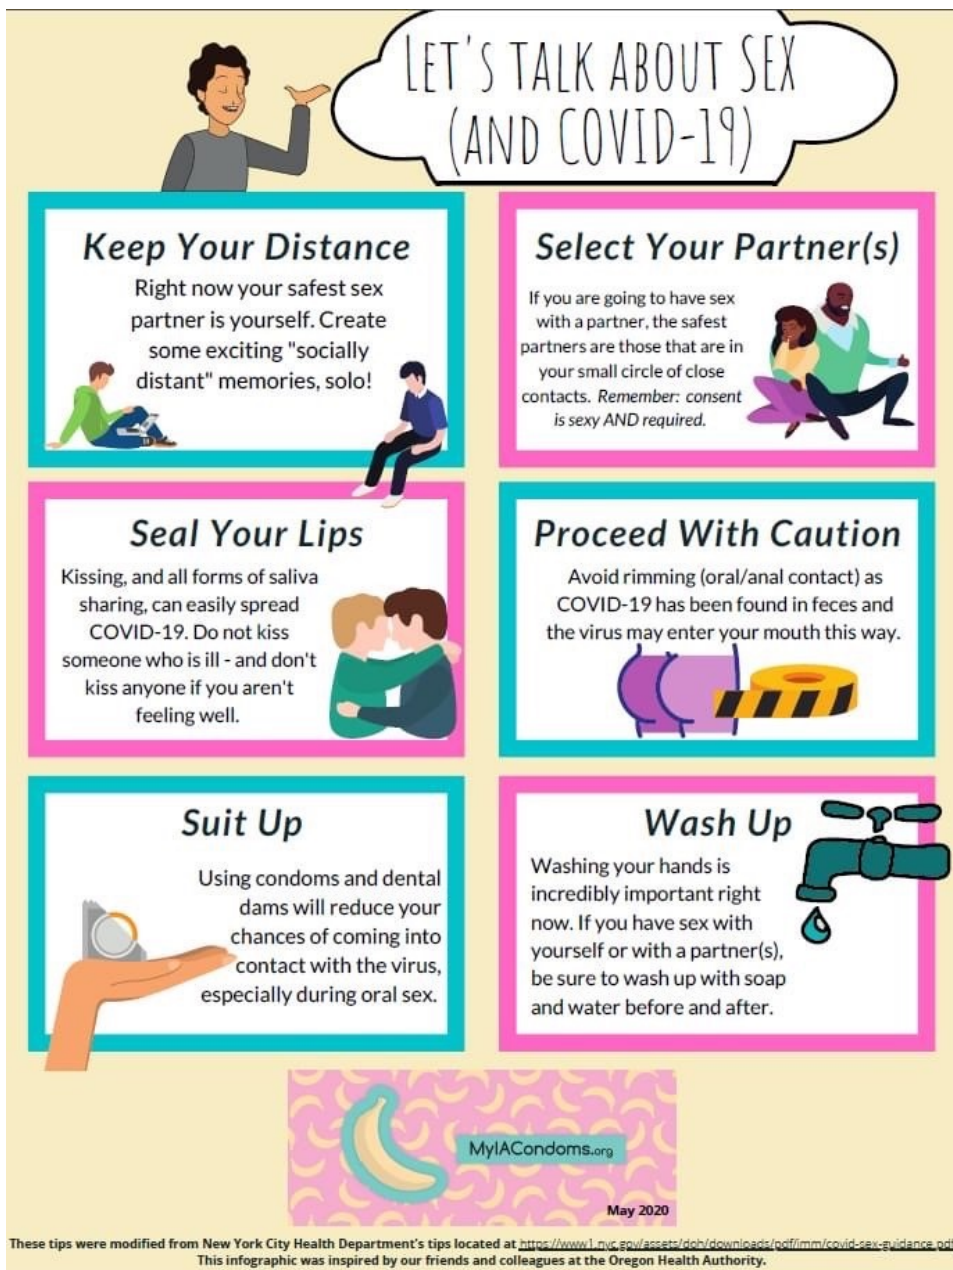 LET'S TALK ABOUT SEX
(AND COVID-19)
Keep Your Distance
Right now your safest sex
partner is yourself. Create
some exciting "socially
distant" memories, solo!
Select Your Partner(s)
If you are going to have sex
with a partner, the safest
partners are those that are in
your small circle of close
contacts. Remember: consent
is sexy AND required.
Seal Your Lips
Kissing, and all forms of saliva
sharing, can easily spread
COVID-19. Do not kiss
someone who is ill - and don't
kiss anyone if you aren't
feeling well.
Proceed With Caution
Avoid rimming (oral/anal contact) as
COVID-19 has been found in feces and
the virus may enter your mouth this way.
Suit Up
Using condoms and dental
dams will reduce your
chances of coming into
contact with the virus,
especially during oral sex.
Wash Up
Washing your hands is
incredibly important right
now. If you have sex with
yourself or with a partner(s),
be sure to wash up with soap
and water before and after.
MyIACondoms.org
May 2020
These tips were modified from New York City Health Department's tips located at https://www1.nyc.gov/assets/doh/downloads/pdf/imm/covid-sex-guidance.pdf
This infographic was inspired by our friends and colleagues at the Oregon Health Authority.